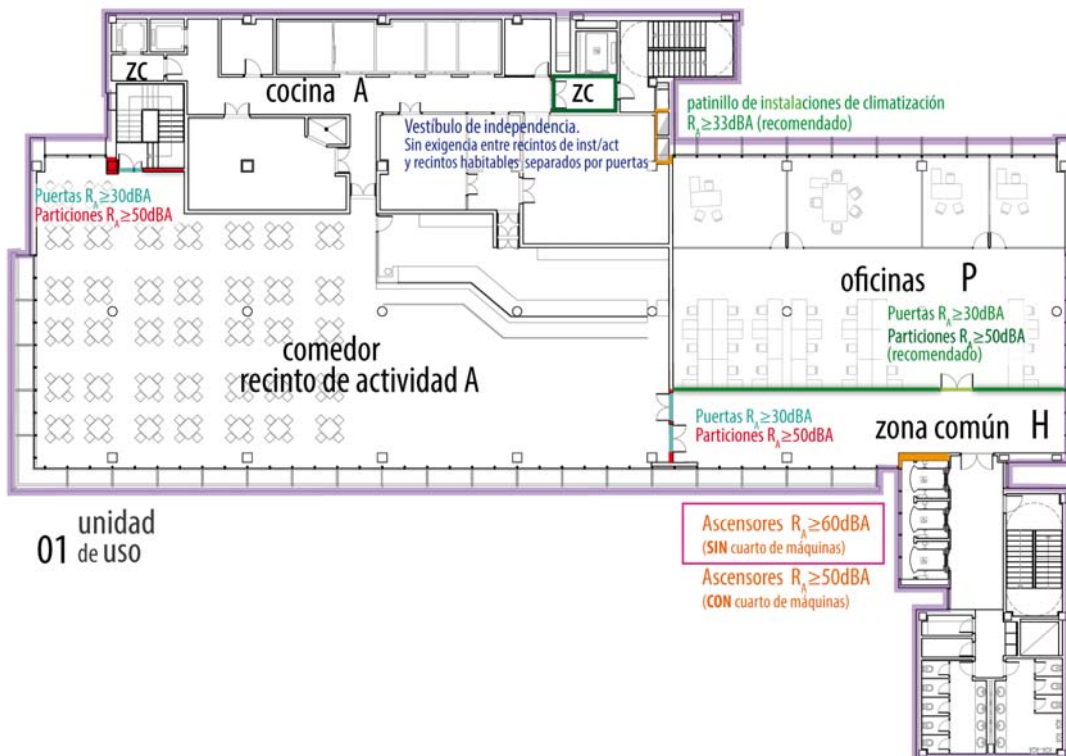 zc
cocina A
zc
patinillo de instalaciones de climatización
RA≥33dBA (recomendado)
Vestíbulo de independencia.
Sin exigencia entre recintos de inst/act
y recintos habitables separados por puertas
Puertas RA≥30dBA
Particiones RA≥50dBA
oficinas P
Puertas RA≥30dBA
Particiones RA≥50dBA
(recomendado)
comedor
recinto de actividad A
Puertas RA≥30dBA
Particiones RA≥50dBA
zona común H
01 unidad
de uso
Ascensores RA≥60dBA
(SIN cuarto de máquinas)
Ascensores RA≥50dBA
(CON cuarto de máquinas)